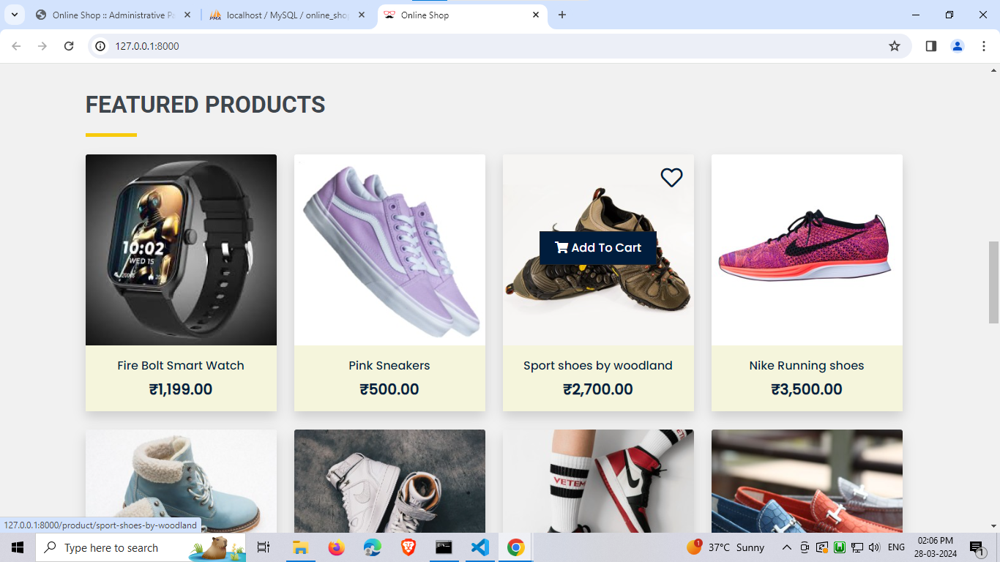 Online Shop :: Administrative Pa
localhost / MySQL / online_shop
Online Shop
127.0.0.1:8000
FEATURED PRODUCTS
10:02
WED 15
Add To Cart
Fire Bolt Smart Watch
Pink Sneakers
Sport shoes by woodland
Nike Running shoes
₹1,199.00
₹500.00
₹2,700.00
₹3,500.00
VETEM
127.0.0.1:8000/product/sport-shoes-by-woodland
Type here to search
1
37°C Sunny
ENG
02:06 PM
28-03-2024
1